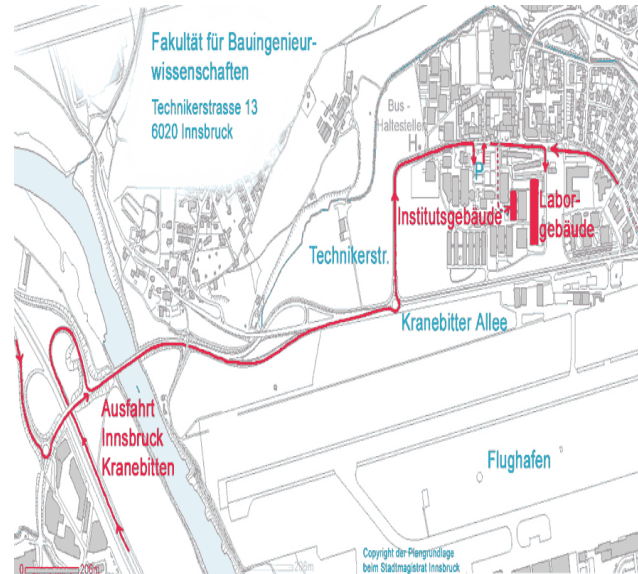 Fakultät für Bauingenieur-
wissenschaften
Technikerstrasse 13
6020 Innsbruck
Bus -
Haltestellen
H
P
Institutsgebäude
Labor-
gebäude
Technikerstr.
Kranebitter Allee
Ausfahrt
Innsbruck
Kranebitten
Flughafen
Copyright der Plangrundlage
beim Stadtmagistrat Innsbruck
0 200m